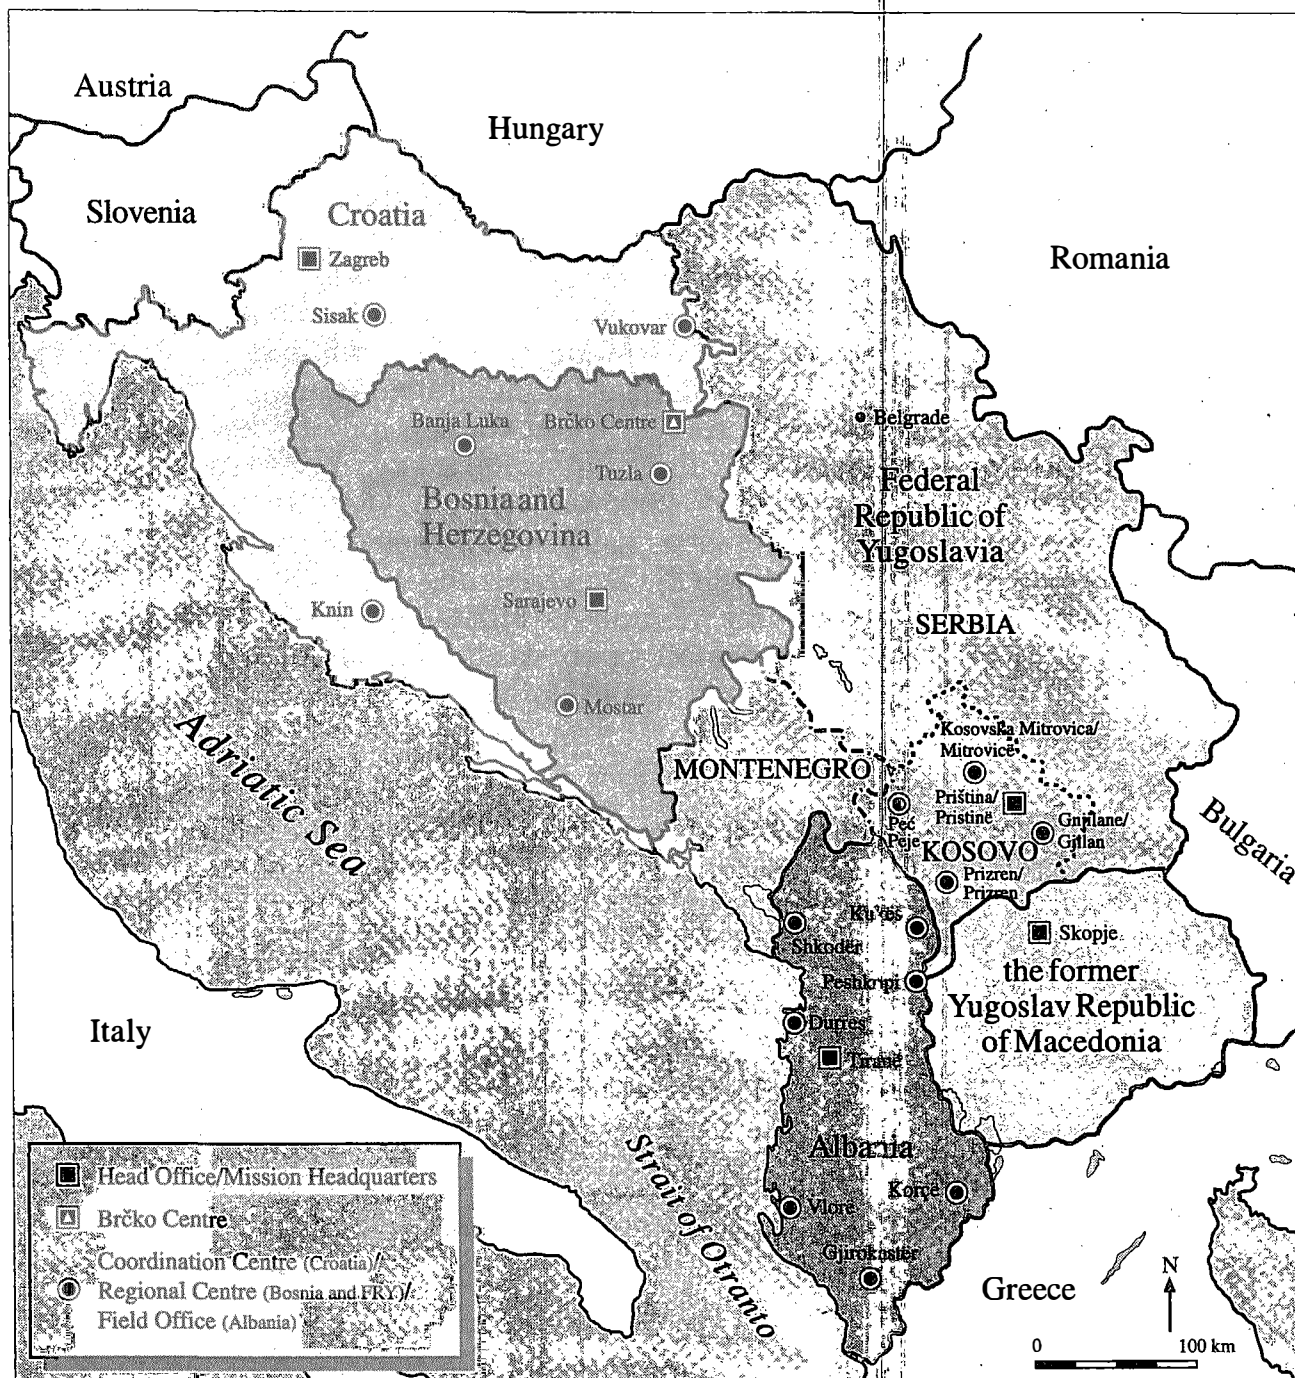 Austria
Hungary
Slovenia
Croatia
Romania
Zagreb
Sisak
Vukovar
Banja Luka
Brčko Centre
Belgrade
Tuzla
Federal
Republic of
Yugoslavia
Bosnia and
Herzegovina
Sarajevo
Knin
SERBIA
Mostar
Adriatic Sea
Kosovska Mitrovica/
Mitrovicë
MONTENEGRO
Priština/
Pristinë
Peć
Peje
Gnjilane/
Gjilan
KOSOVO
Prizren/
Prizren
Bulgaria
Shkodër
Skopje
the former
Yugoslav Republic
of Macedonia
Peshkripi
Durrës
Tiranë
Italy
Albania
Korçë
Vlorë
Gjirokastër
Strait of Otranto
Greece
Head Office/Mission Headquarters
Brčko Centre
Coordination Centre (Croatia)/
Regional Centre (Bosnia and FRY)/
Field Office (Albania)
N
0 100 km